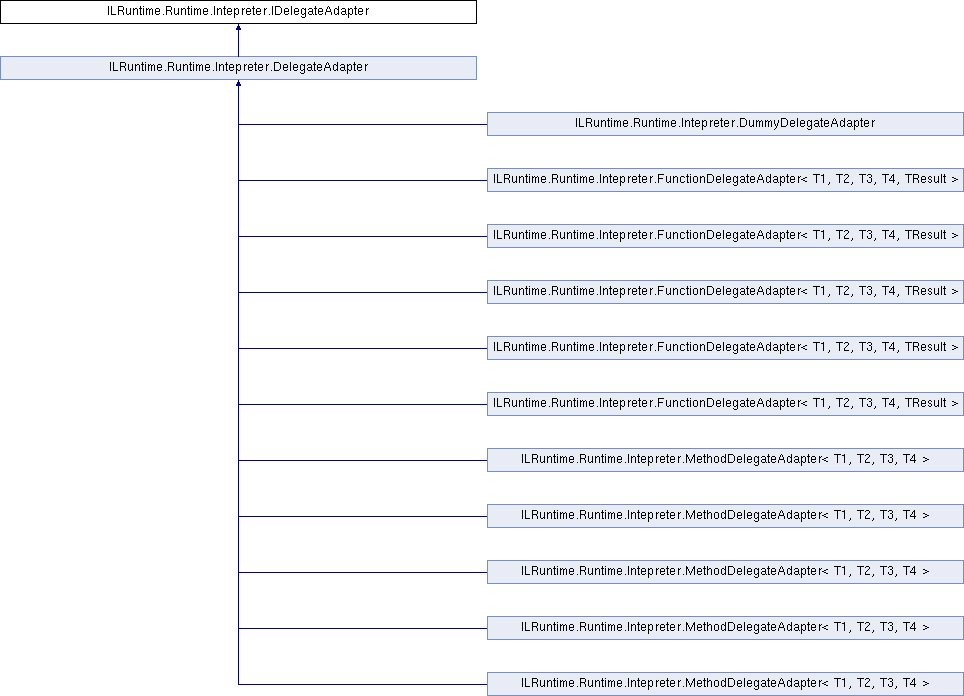 ILRuntime.Runtime.Intepreter.IDelegateAdapter
ILRuntime.Runtime.Intepreter.DelegateAdapter
ILRuntime.Runtime.Intepreter.DummyDelegateAdapter
ILRuntime.Runtime.Intepreter.FunctionDelegateAdapter< T1, T2, T3, T4, TResult >
ILRuntime.Runtime.Intepreter.FunctionDelegateAdapter< T1, T2, T3, T4, TResult >
ILRuntime.Runtime.Intepreter.FunctionDelegateAdapter< T1, T2, T3, T4, TResult >
ILRuntime.Runtime.Intepreter.FunctionDelegateAdapter< T1, T2, T3, T4, TResult >
ILRuntime.Runtime.Intepreter.FunctionDelegateAdapter< T1, T2, T3, T4, TResult >
ILRuntime.Runtime.Intepreter.MethodDelegateAdapter< T1, T2, T3, T4 >
ILRuntime.Runtime.Intepreter.MethodDelegateAdapter< T1, T2, T3, T4 >
ILRuntime.Runtime.Intepreter.MethodDelegateAdapter< T1, T2, T3, T4 >
ILRuntime.Runtime.Intepreter.MethodDelegateAdapter< T1, T2, T3, T4 >
ILRuntime.Runtime.Intepreter.MethodDelegateAdapter< T1, T2, T3, T4 >